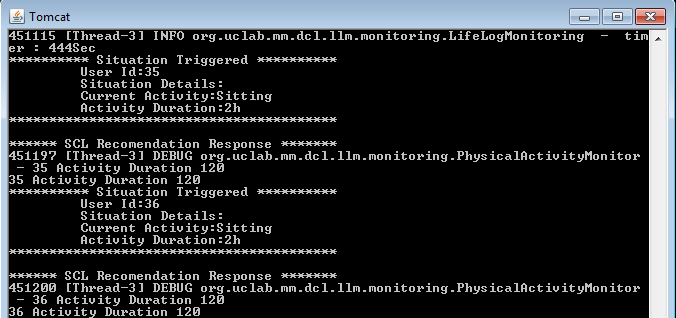 Tomcat
451115 [Thread-3] INFO org.uclab.mm.dcl.llm.monitoring.LifeLogMonitoring  -  tim
er : 444Sec
********** Situation Triggered **********
User Id:35
Situation Details:
Current Activity:Sitting
Activity Duration:2h
*****************************************
****** SCL Recomendation Response *******
451197 [Thread-3] DEBUG org.uclab.mm.dcl.llm.monitoring.PhysicalActivityMonitor
- 35 Activity Duration 120
35 Activity Duration 120
********** Situation Triggered **********
User Id:36
Situation Details:
Current Activity:Sitting
Activity Duration:2h
*****************************************
****** SCL Recomendation Response *******
451200 [Thread-3] DEBUG org.uclab.mm.dcl.llm.monitoring.PhysicalActivityMonitor
- 36 Activity Duration 120
36 Activity Duration 120